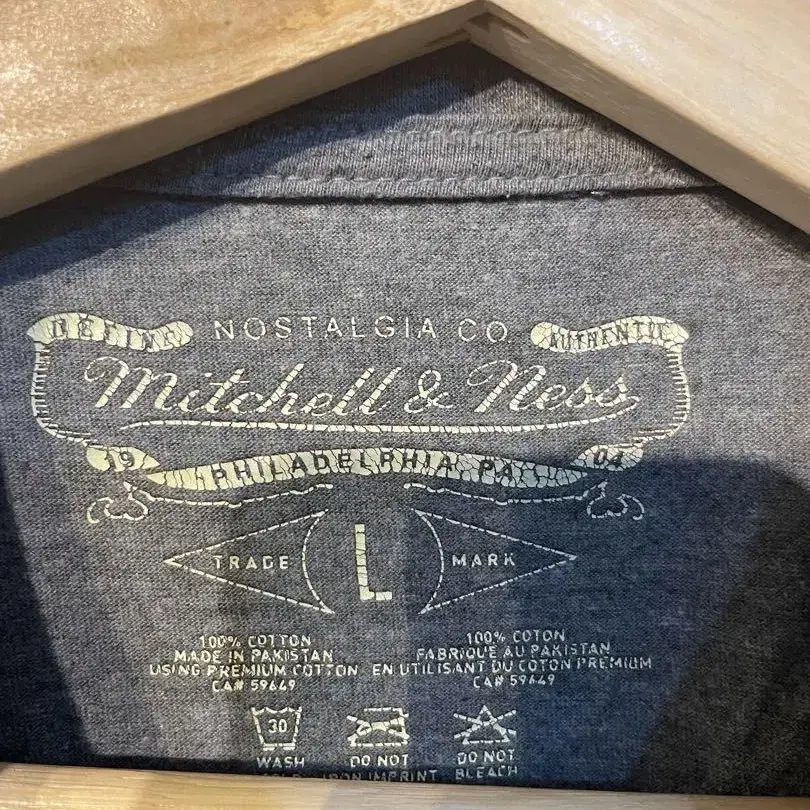 DEFINE NOSTALGIA CO. AUTHENTIC
Mitchell & Ness
19 PHILADELPHIA PA 04
TRADE L MARK
100% COTTON
MADE IN PAKISTAN
USING PREMIUM COTTON
CA# 59649
100% COTON
FABRIQUE AU PAKISTAN
EN UTILISANT DU COTON PREMIUM
CA# 59649
30
WASH
COLD
DO NOT
IRON IMPRINT
DO NOT
BLEACH